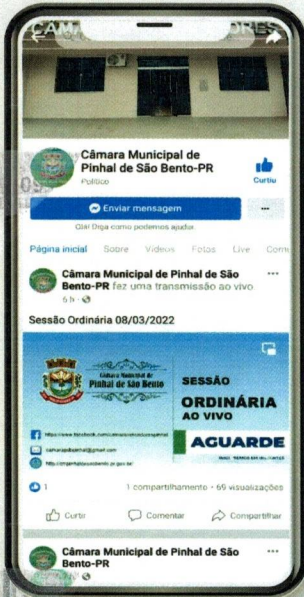 Câmara Municipal de
Pinhal de São Bento-PR
Político
Curtiu
Enviar mensagem
Olá! Diga como podemos ajudar
Página inicial Sobre Vídeos Fotos Live Com
Câmara Municipal de Pinhal de São
Bento-PR fez uma transmissão ao vivo
6 h
Sessão Ordinária 08/03/2022
Câmara Municipal de
Pinhal de São Bento
SESSÃO
ORDINÁRIA
AO VIVO
AGUARDE
1
1 compartilhamento • 69 visualizações
Curtir Comentar Compartilhar
Câmara Municipal de Pinhal de São
Bento-PR